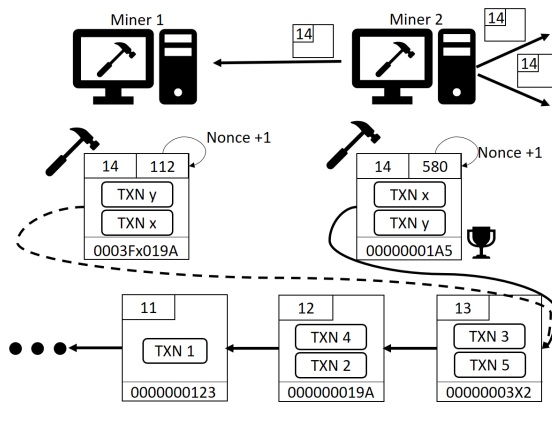 Miner 1
Miner 2
14
14
14
Nonce +1
Nonce +1
14 112
14 580
TXN y
TXN x
TXN x
TXN y
0003Fx019A
00000001A5
11
12
13
TXN 1
TXN 4
TXN 3
TXN 2
TXN 5
0000000123
000000019A
00000003X2